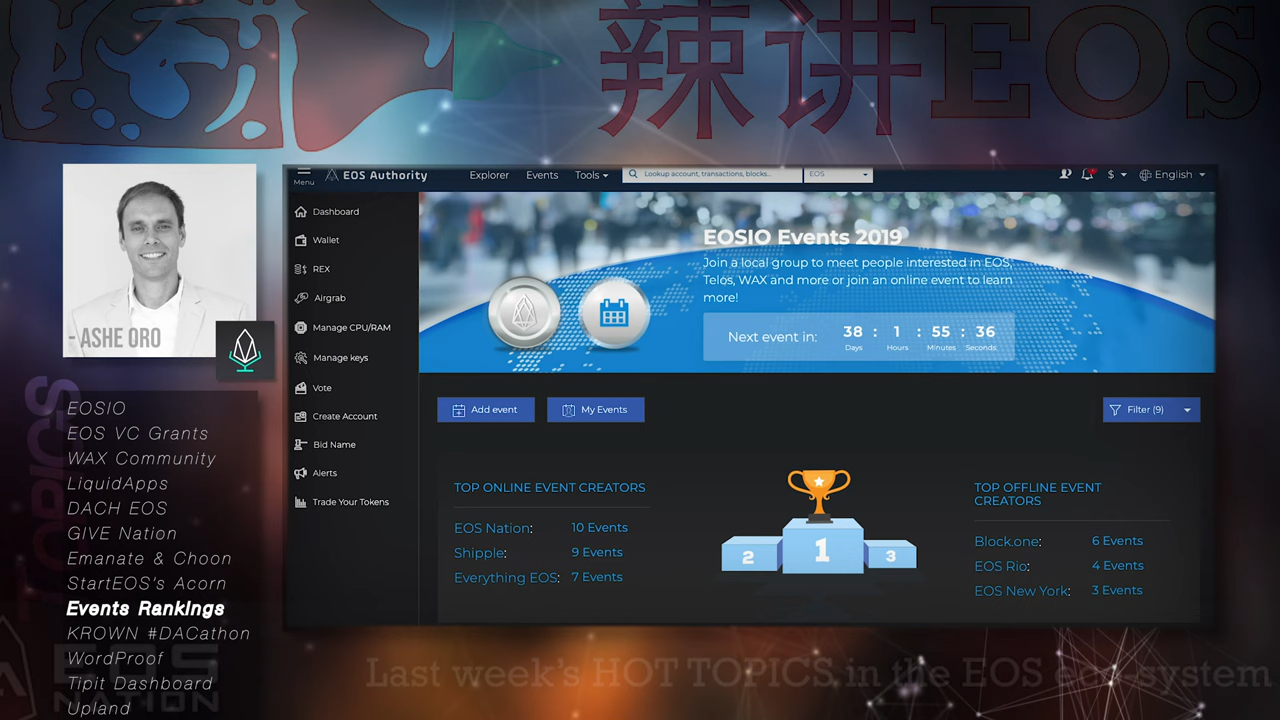 辣讲EOS
- ASHE ORO
TOPICS
EOSIO
EOS VC Grants
WAX Community
LiquidApps
DACH EOS
GIVE Nation
Emanate & Choon
StartEOS's Acorn
Events Rankings
KROWN #DACathon
WordProof
Tipit Dashboard
Upland
EOS
NATION
Menu
EOS Authority
Explorer
Events
Tools
Lookup account, transactions, blocks...
EOS
$
English
Dashboard
Wallet
REX
Airgrab
Manage CPU/RAM
Manage keys
Vote
Create Account
Bid Name
Alerts
Trade Your Tokens
EOSIO Events 2019
Join a local group to meet people interested in EOS,
Telos, WAX and more or join an online event to learn
more!
Next event in:
38 : 1 : 55 : 36
Days Hours Minutes Seconds
Add event
My Events
Filter (9)
TOP ONLINE EVENT CREATORS
EOS Nation: 10 Events
Shipple: 9 Events
Everything EOS: 7 Events
2 1 3
TOP OFFLINE EVENT
CREATORS
Block.one: 6 Events
EOS Rio: 4 Events
EOS New York: 3 Events
Last week's HOT TOPICS in the EOS eco-system